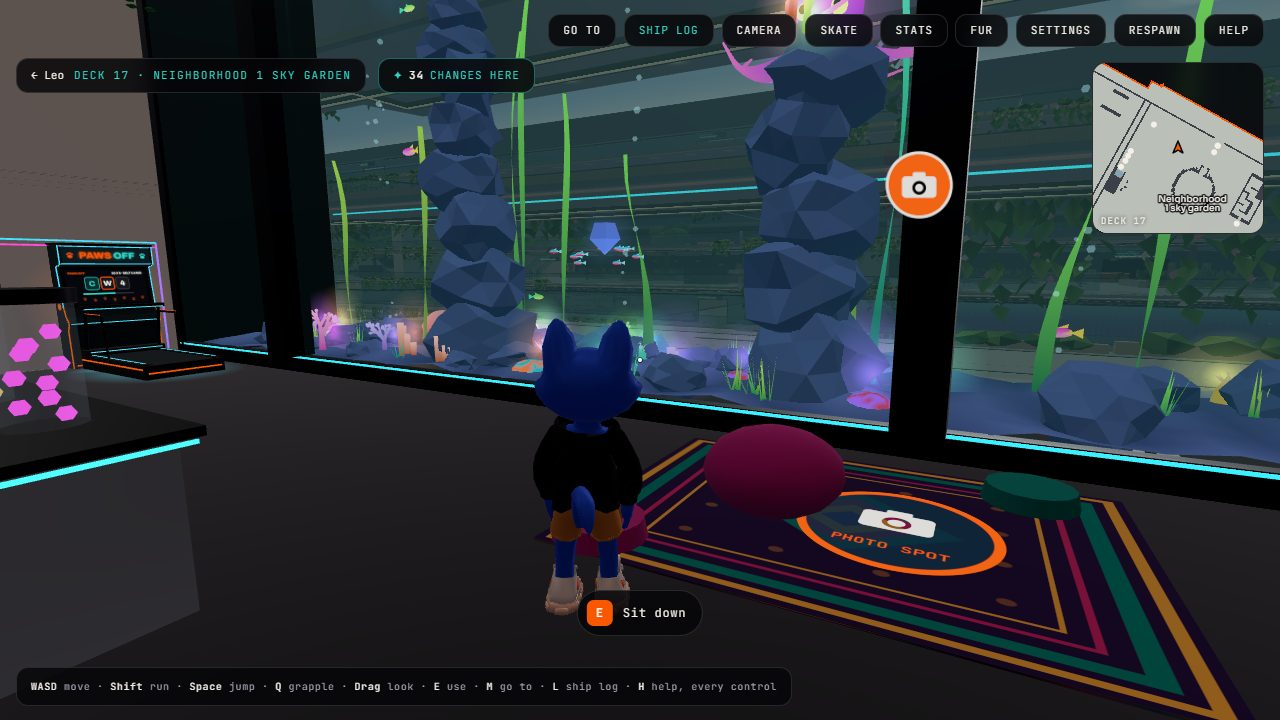 GO TO
SHIP LOG
CAMERA
SKATE
STATS
FUR
SETTINGS
RESPAWN
HELP
← Leo DECK 17 · NEIGHBORHOOD 1 SKY GARDEN
✦ 34 CHANGES HERE
Neighborhood
1 sky garden
DECK 17
PAWS OFF
C W 4
PHOTO SPOT
E Sit down
WASD move · Shift run · Space jump · Q grapple · Drag look · E use · M go to · L ship log · H help, every control